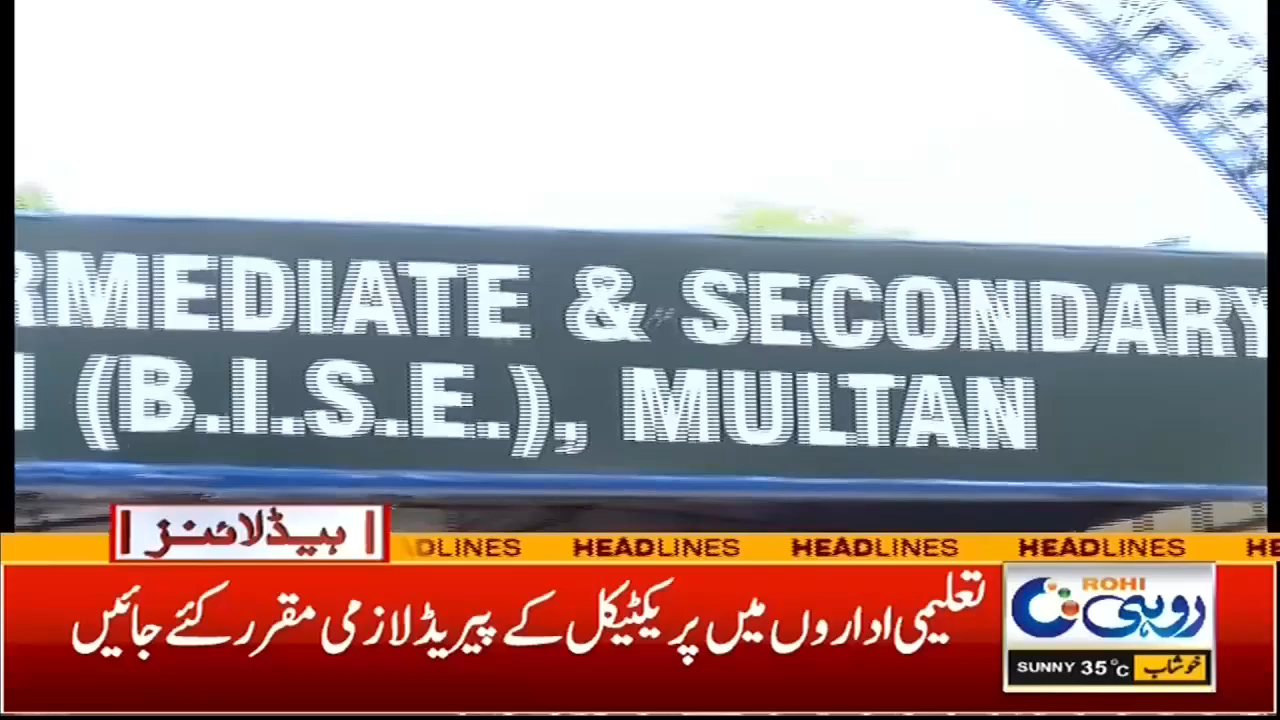 RMEDIATE & SECONDARY
(B.I.S.E.), MULTAN
ہیڈلائنز
DLINES HEADLINES HEADLINES HEADLINES HE
تعلیمی اداروں میں پریکٹیکل کے پیریڈ لازمی مقرر کئے جائیں
ROHI
روہی
SUNNY 35°C خوشاب